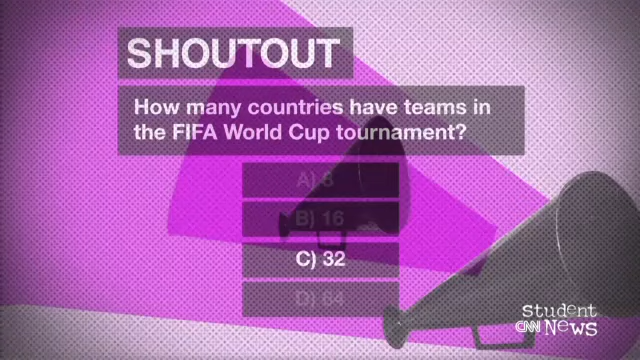 SHOUTOUT
How many countries have teams in
the FIFA World Cup tournament?
A) 8
B) 16
C) 32
D) 64
student
CNN News